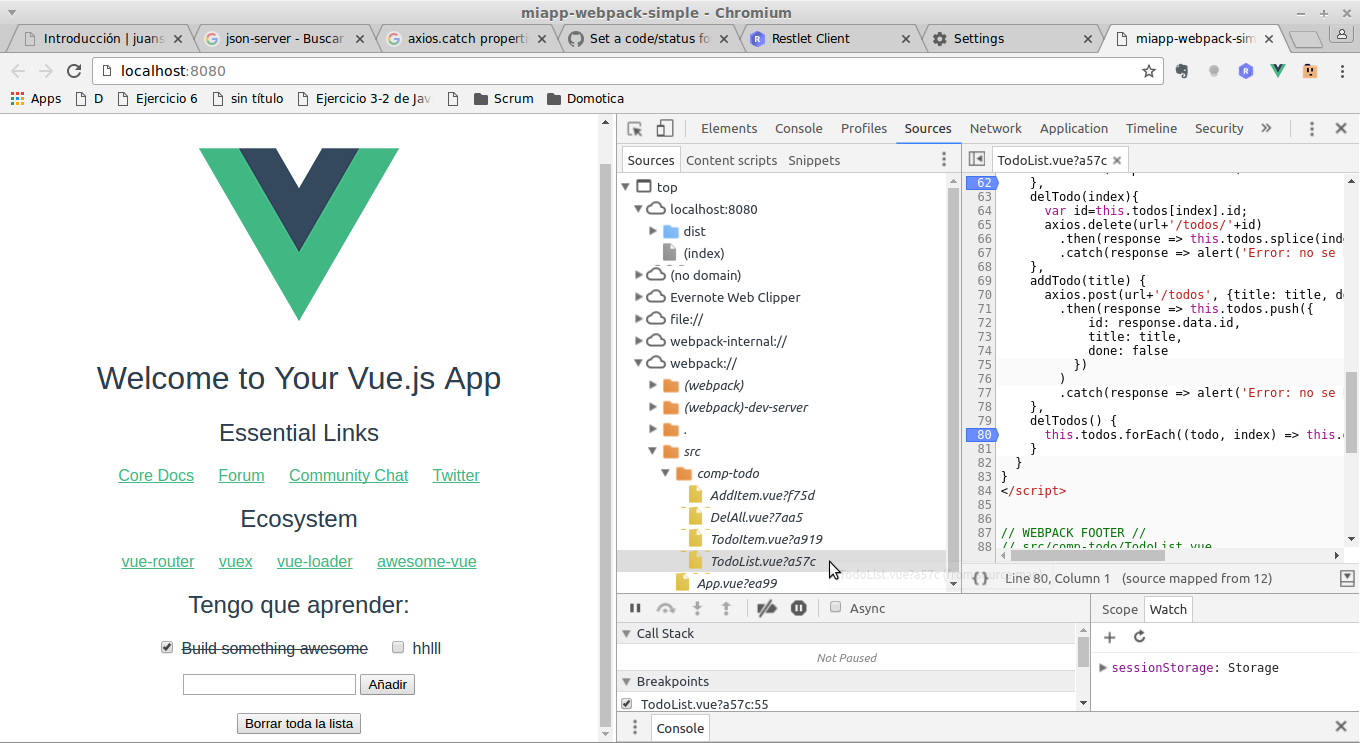 miapp-webpack-simple - Chromium
Introducción | juans
json-server - Buscar
axios.catch properti
Set a code/status fo
Restlet Client
Settings
miapp-webpack-sim
localhost:8080
Apps
D
Ejercicio 6
sin título
Ejercicio 3-2 de Jav
Scrum
Domotica
Welcome to Your Vue.js App
Essential Links
Core Docs Forum Community Chat Twitter
Ecosystem
vue-router vuex vue-loader awesome-vue
Tengo que aprender:
Build something awesome hhlll
Añadir
Borrar toda la lista
Elements Console Profiles Sources Network Application Timeline Security »
Sources Content scripts Snippets
top
localhost:8080
dist
(index)
(no domain)
Evernote Web Clipper
file://
webpack-internal://
webpack://
(webpack)
(webpack)-dev-server
.
src
comp-todo
AddItem.vue?f75d
DelAll.vue?7aa5
TodoItem.vue?a919
TodoList.vue?a57c
App.vue?ea99
TodoList.vue?a57c
62 },
63 delTodo(index){
64 var id=this.todos[index].id;
65 axios.delete(url+'/todos/'+id)
66 .then(response => this.todos.splice(ind
67 .catch(response => alert('Error: no se
68 },
69 addTodo(title) {
70 axios.post(url+'/todos', {title: title, d
71 .then(response => this.todos.push({
72 id: response.data.id,
73 title: title,
74 done: false
75 })
76 )
77 .catch(response => alert('Error: no se
78 },
79 delTodos() {
80 this.todos.forEach((todo, index) => this.
81 }
82 }
83 }
84 </script>
85
86
87 // WEBPACK FOOTER //
88 // src/comp-todo/TodoList.vue
{} Line 80, Column 1 (source mapped from 12)
Async
Call Stack
Not Paused
Breakpoints
TodoList.vue?a57c:55
Scope Watch
sessionStorage: Storage
Console